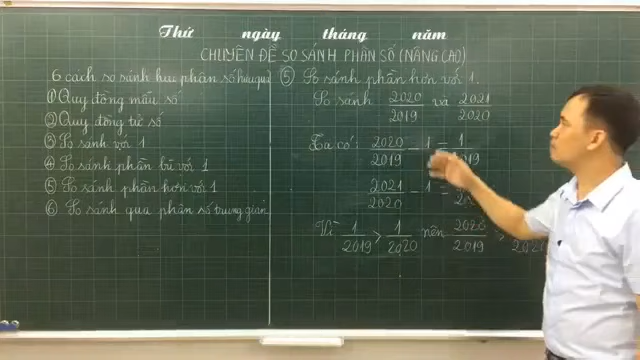 Thứ ngày tháng năm
CHUYÊN ĐỀ SO SÁNH PHÂN SỐ (NÂNG CAO)
6 cách so sánh hai phân số
① Quy đồng mẫu số
② Quy đồng tử số
③ So sánh với 1
④ So sánh phần bù với 1
⑤ So sánh phần hơn với 1
⑥ So sánh qua phân số trung gian
⑤ So sánh phần hơn với 1.
So sánh 2020/2019 và 2021/2020
Ta có: 2020/2019 - 1 = 1/2019
2021/2020 - 1 =
Vì 1/2019 > 1/2020 nên 2020/2019 >